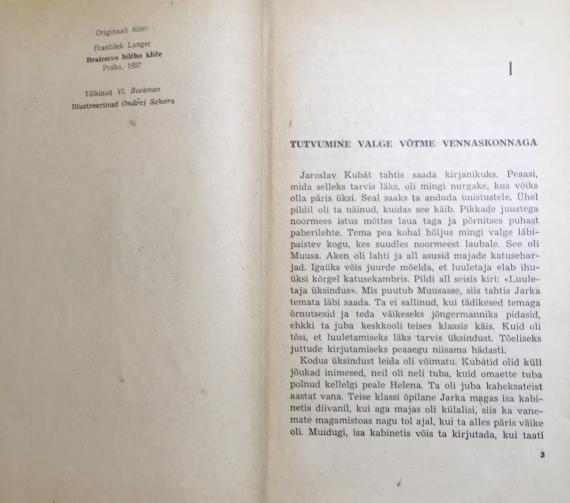 Originaali tiitel:
František Langer
Bratrstvo bílého klíče
Praha, 1937
Tõlkinud Vl. Beekman
Illustreerinud Ondřej Sekora
I
TUTVUMINE VALGE VÕTME VENNASKONNAGA
Jaroslav Kubát tahtis saada kirjanikuks. Peaasi,
mida selleks tarvis läks, oli mingi nurgake, kus võiks
olla päris üksi. Seal saaks ta anduda unistustele. Ühel
pildil oli ta näinud, kuidas see käib. Pikkade juustega
noormees istus mõttes laua taga ja põrnitses puhast
paberilehte. Tema pea kohal hõljus mingi valge läbi-
paistev kogu, kes suudles noormeest laubale. See oli
Muusa. Aken oli lahti ja all asusid majade katusehar-
jad. Igaüks võis juurde mõelda, et luuletaja elab ihu-
üksi kõrgel katusekambris. Pildi all seisis kiri: «Luule-
taja üksindus». Mis puutub Muusasse, siis tahtis Jarka
temata läbi saada. Ta ei sallinud, kui tädikesed temaga
õrnutsesid ja teda väikeseks jõngermanniks pidasid,
ehkki ta juba keskkooli teises klassis käis. Kuid oli
tõsi, et luuletamiseks läks tarvis üksindust. Tõeliseks
juttude kirjutamiseks peaaegu niisama hädasti.
Kodus üksindust leida oli võimatu. Kubátid olid küll
jõukad inimesed, neil oli neli tuba, kuid omaette tuba
polnud kellelgi peale Helena. Ta oli juba kaheksateist
aastat vana. Teise klassi õpilane Jarka magas isa kabi-
netis diivanil, kui aga majas oli külalisi, siis ka vane-
mate magamistoas nagu tol ajal, kui ta alles päris väike
oli. Muidugi, isa kabinetis võis ta kirjutada, kui taati
3